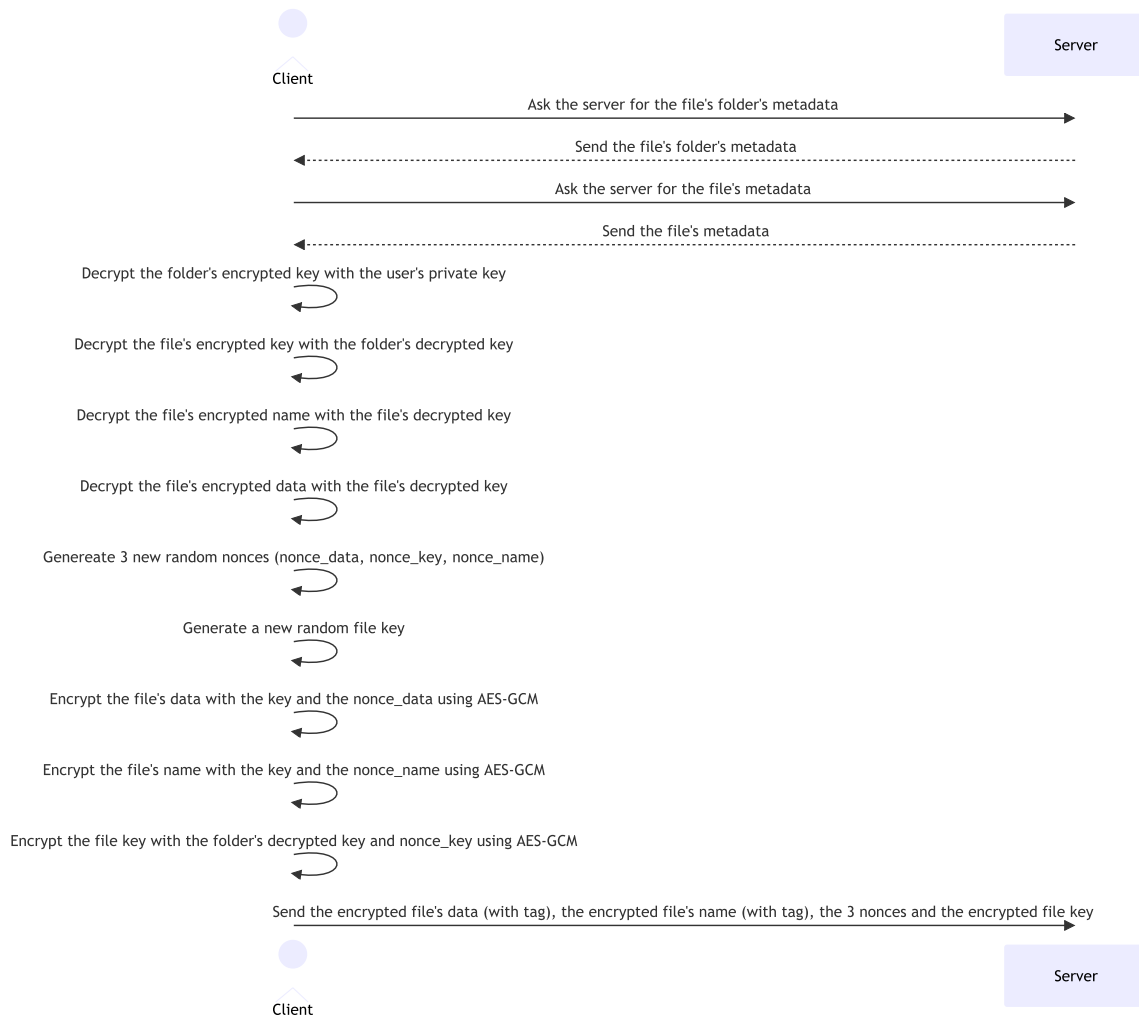 Client
Server
Ask the server for the file's folder's metadata
Send the file's folder's metadata
Ask the server for the file's metadata
Send the file's metadata
Decrypt the folder's encrypted key with the user's private key
Decrypt the file's encrypted key with the folder's decrypted key
Decrypt the file's encrypted name with the file's decrypted key
Decrypt the file's encrypted data with the file's decrypted key
Genereate 3 new random nonces (nonce_data, nonce_key, nonce_name)
Generate a new random file key
Encrypt the file's data with the key and the nonce_data using AES-GCM
Encrypt the file's name with the key and the nonce_name using AES-GCM
Encrypt the file key with the folder's decrypted key and nonce_key using AES-GCM
Send the encrypted file's data (with tag), the encrypted file's name (with tag), the 3 nonces and the encrypted file key
Client
Server